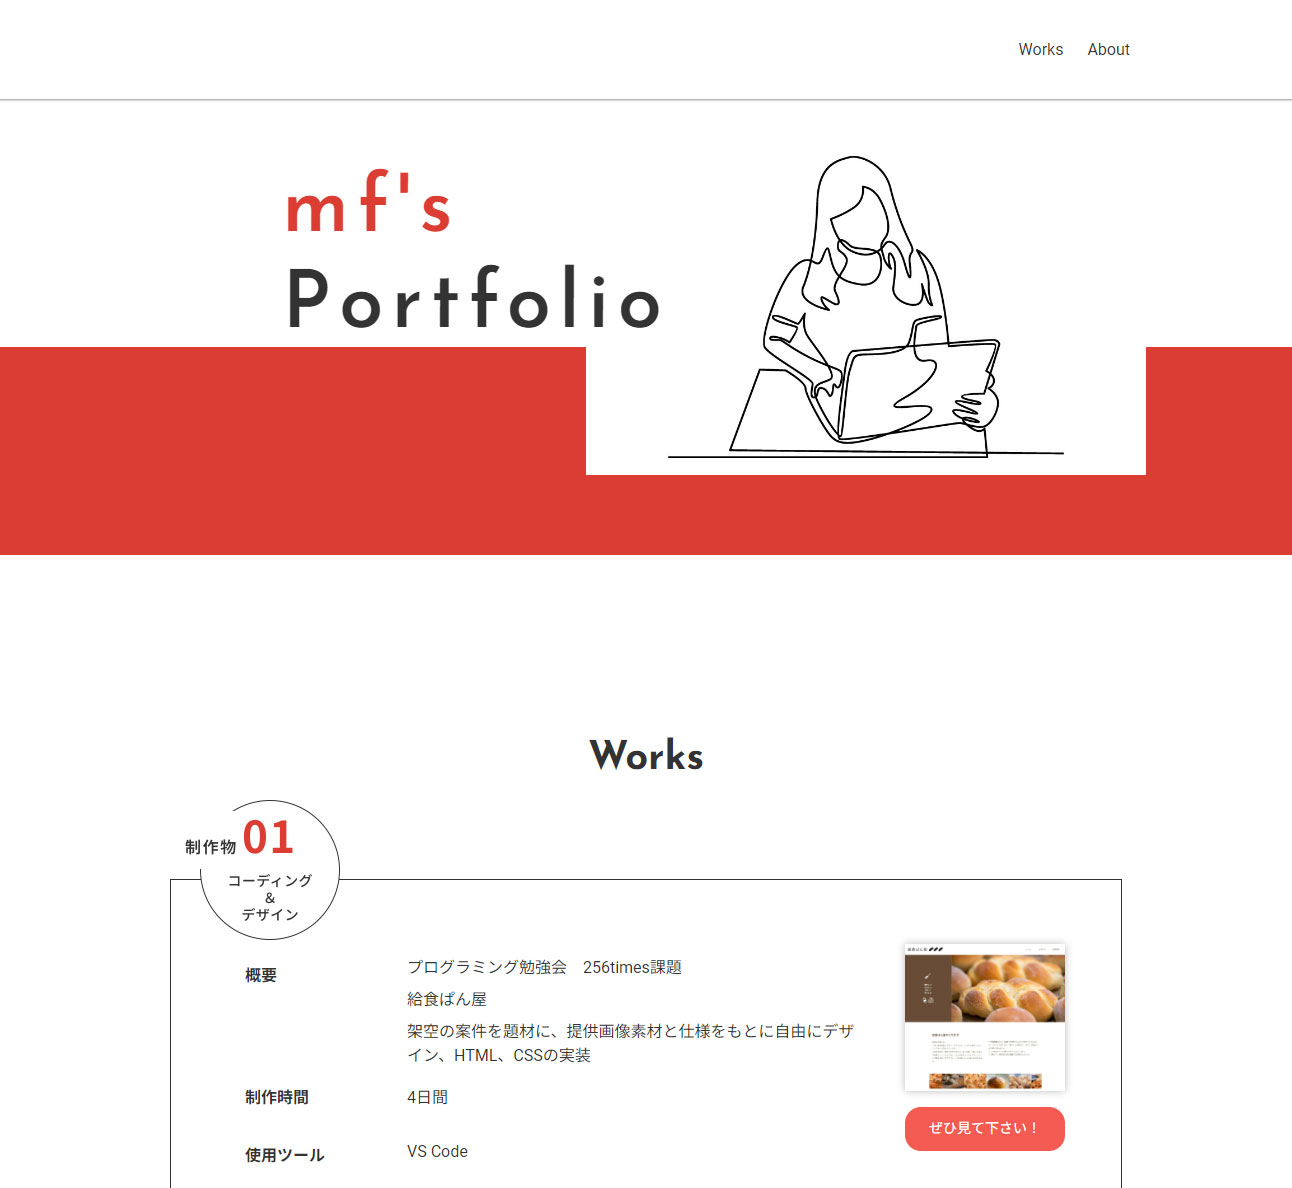 Works About
mf's
Portfolio
Works
制作物 01
コーディング
&
デザイン
概要
プログラミング勉強会　256times課題
給食ぱん屋
架空の案件を題材に、提供画像素材と仕様をもとに自由にデザ
イン、HTML、CSSの実装
制作時間
4日間
使用ツール
VS Code
ぜひ見て下さい！